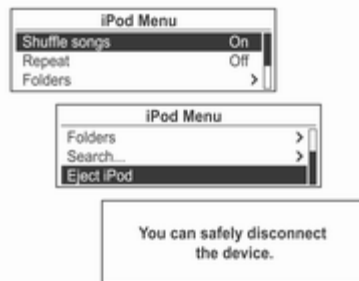 iPod Menu
Shuffle songs On
Repeat Off
Folders >
iPod Menu
Folders >
Search... >
Eject iPod
You can safely disconnect
the device.